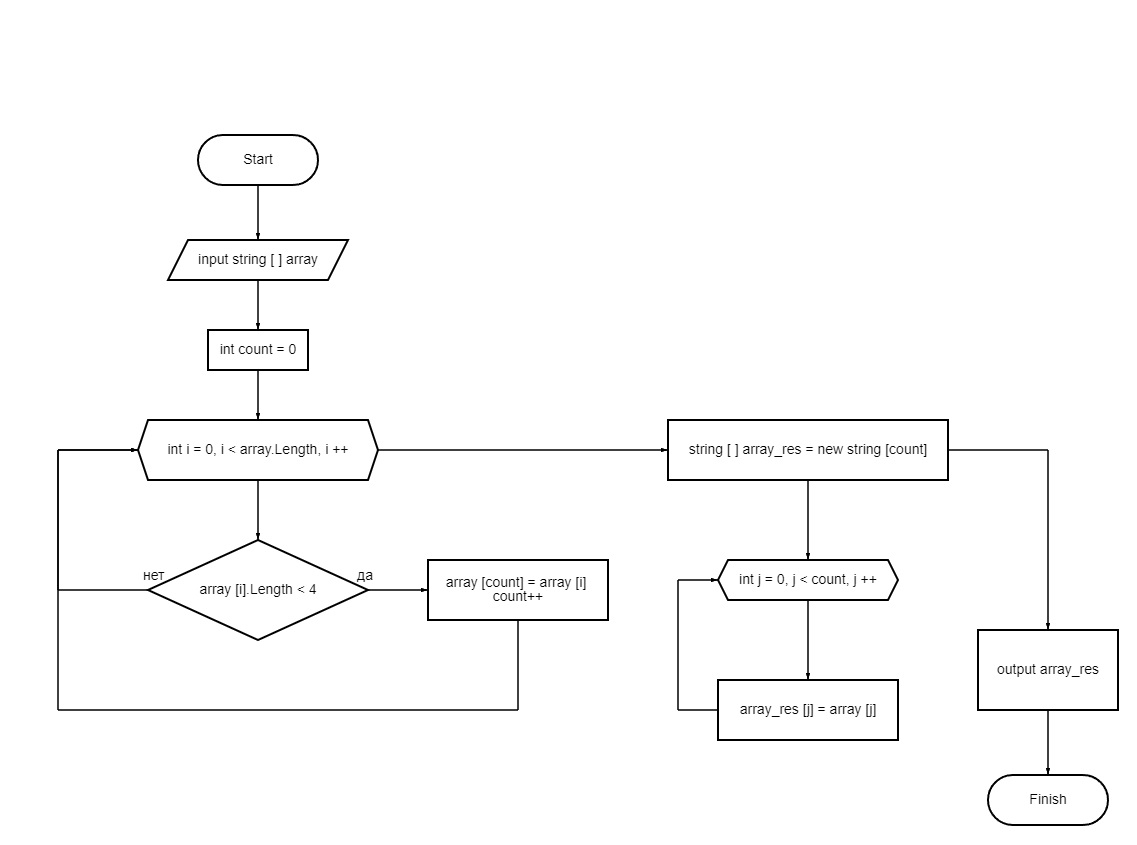 Start
input string [ ] array
int count = 0
int i = 0, i < array.Length, i ++
string [ ] array_res = new string [count]
нет
array [i].Length < 4
да
array [count] = array [i]
count++
int j = 0, j < count, j ++
array_res [j] = array [j]
output array_res
Finish